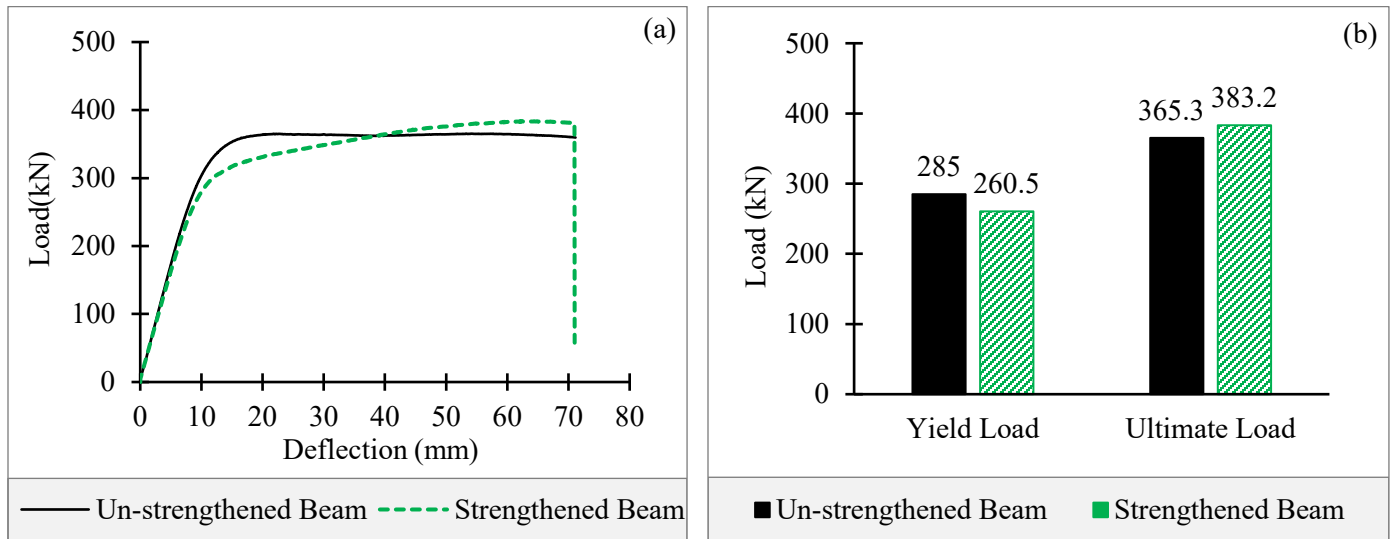 (a)
500
400
300
200
100
0
Load(kN)
0 10 20 30 40 50 60 70 80
Deflection (mm)
Un-strengthened Beam Strengthened Beam
(b)
500
400
300
200
100
0
Load (kN)
285 260.5 365.3 383.2
Yield Load Ultimate Load
Un-strengthened Beam Strengthened Beam